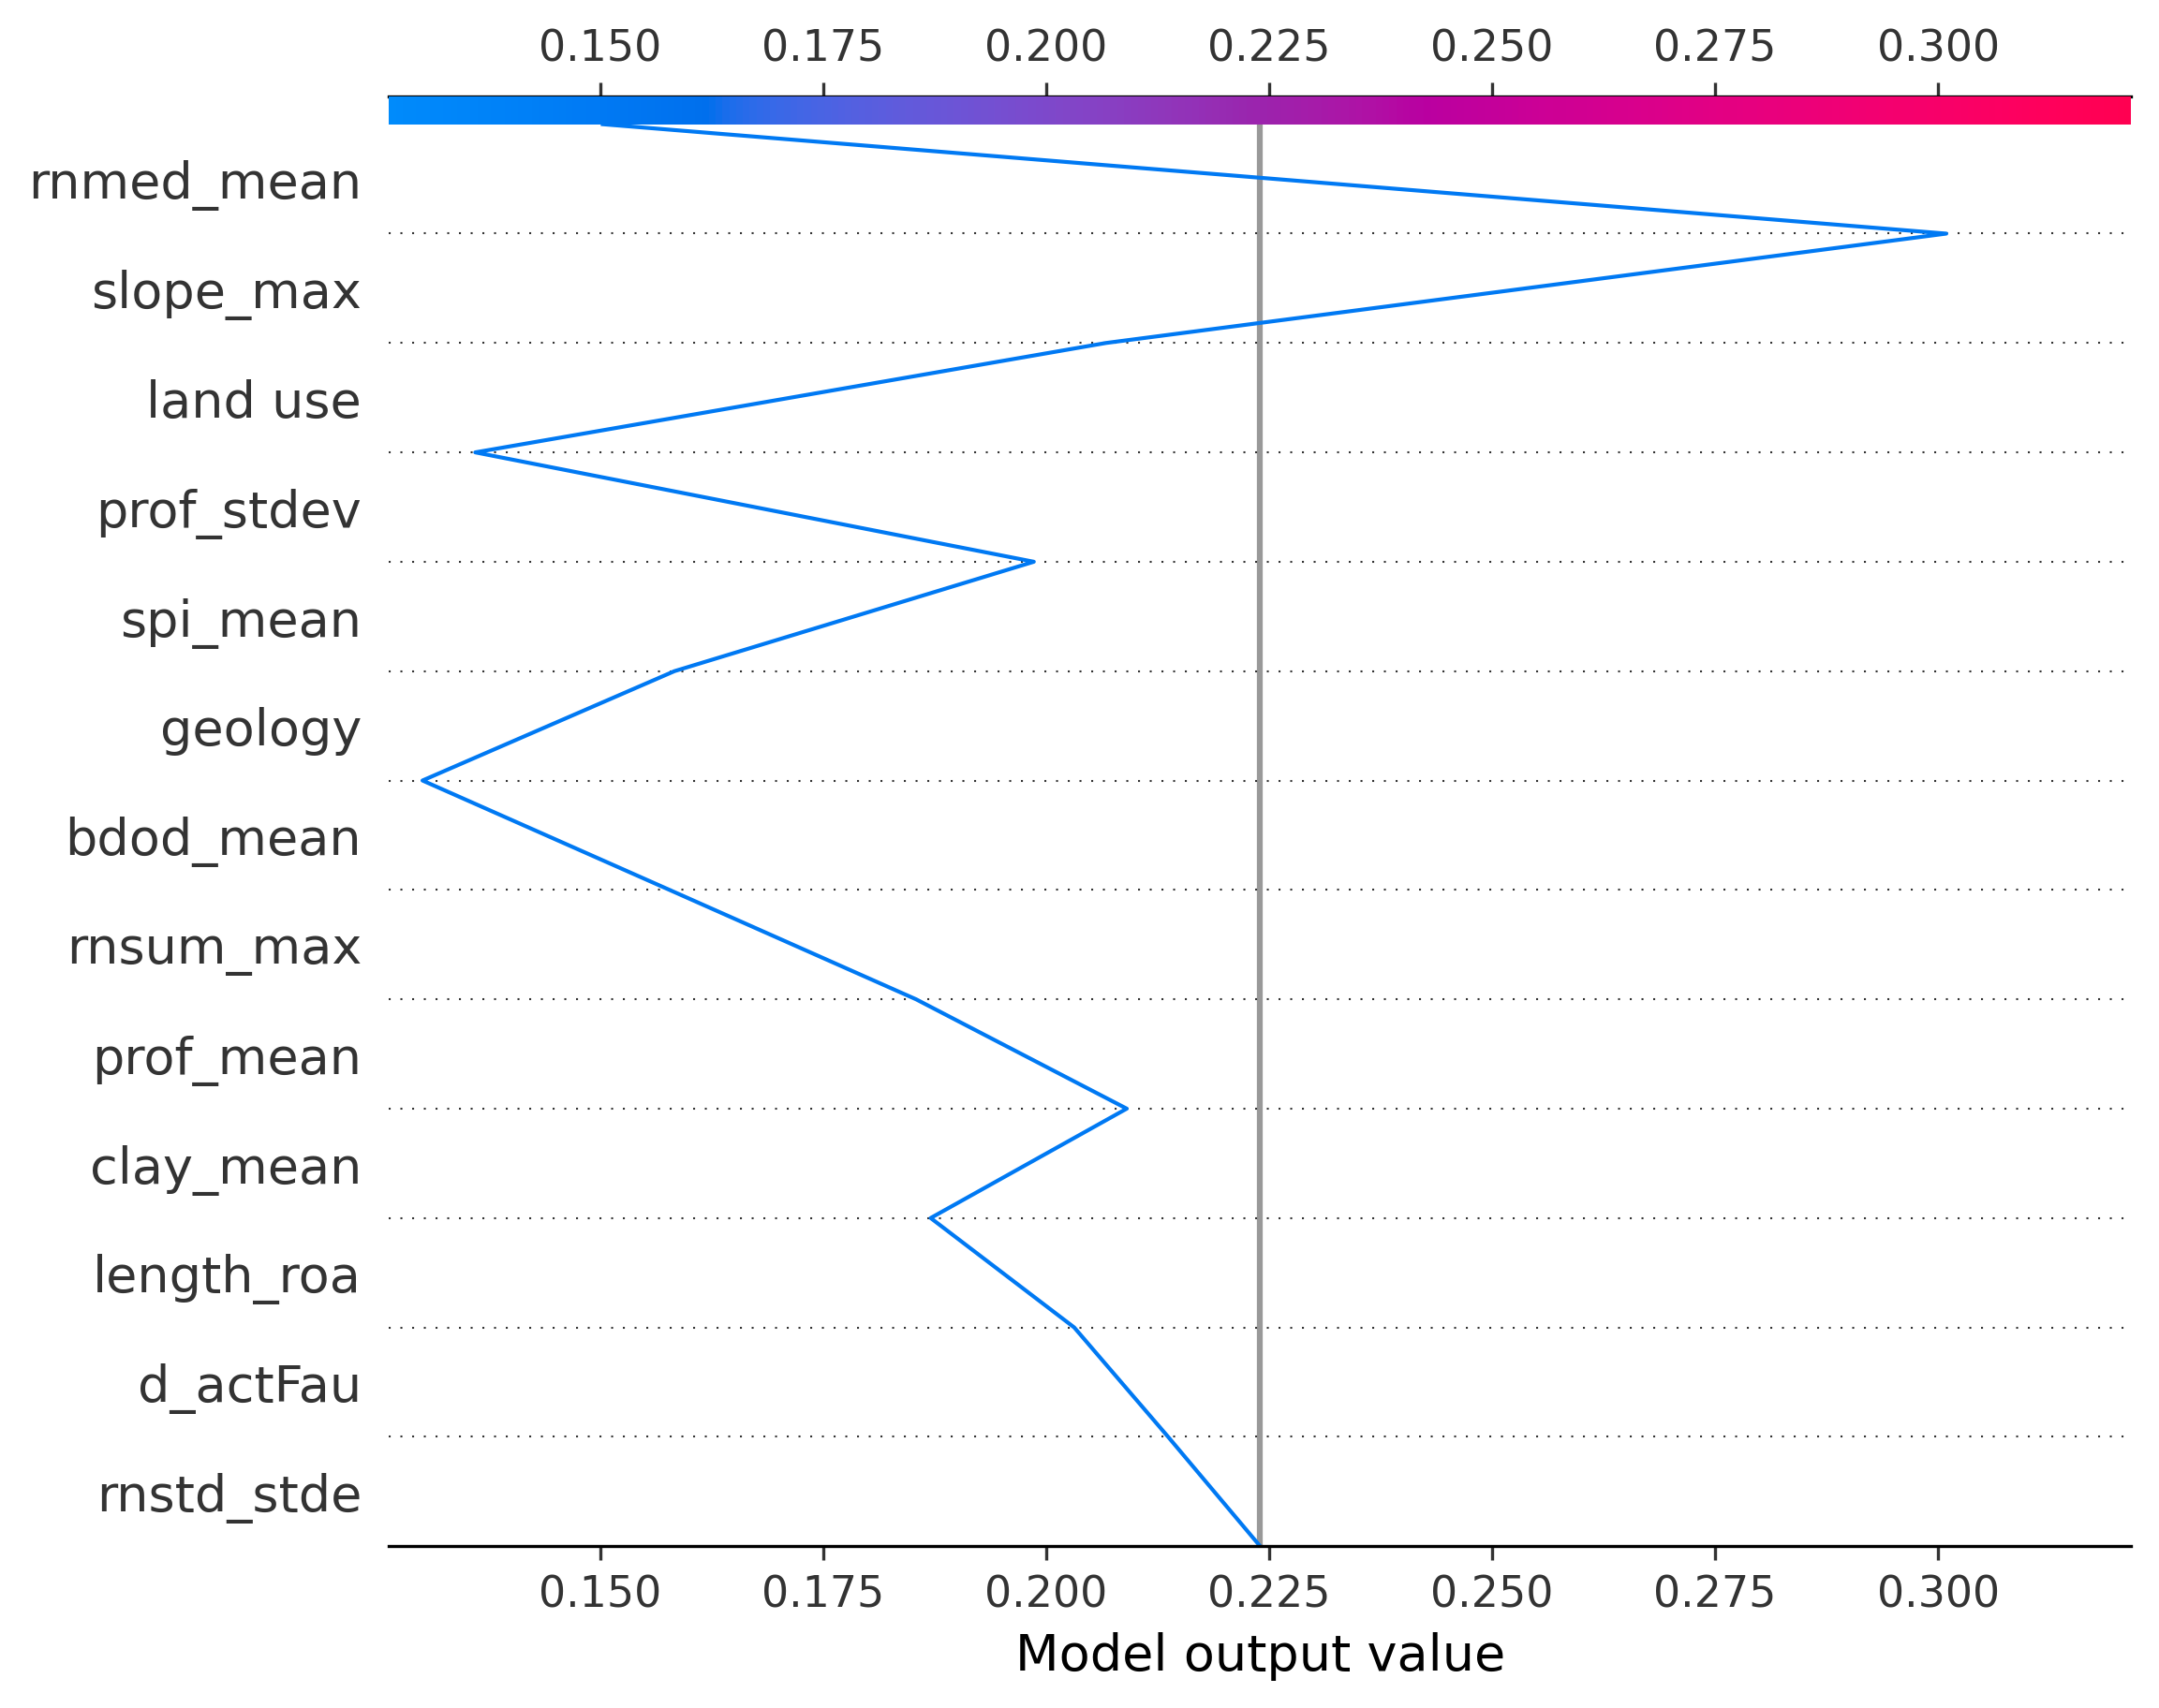 0.150 0.175 0.200 0.225 0.250 0.275 0.300
rnmed_mean
slope_max
land use
prof_stdev
spi_mean
geology
bdod_mean
rnsum_max
prof_mean
clay_mean
length_roa
d_actFau
rnstd_stde
0.150 0.175 0.200 0.225 0.250 0.275 0.300
Model output value